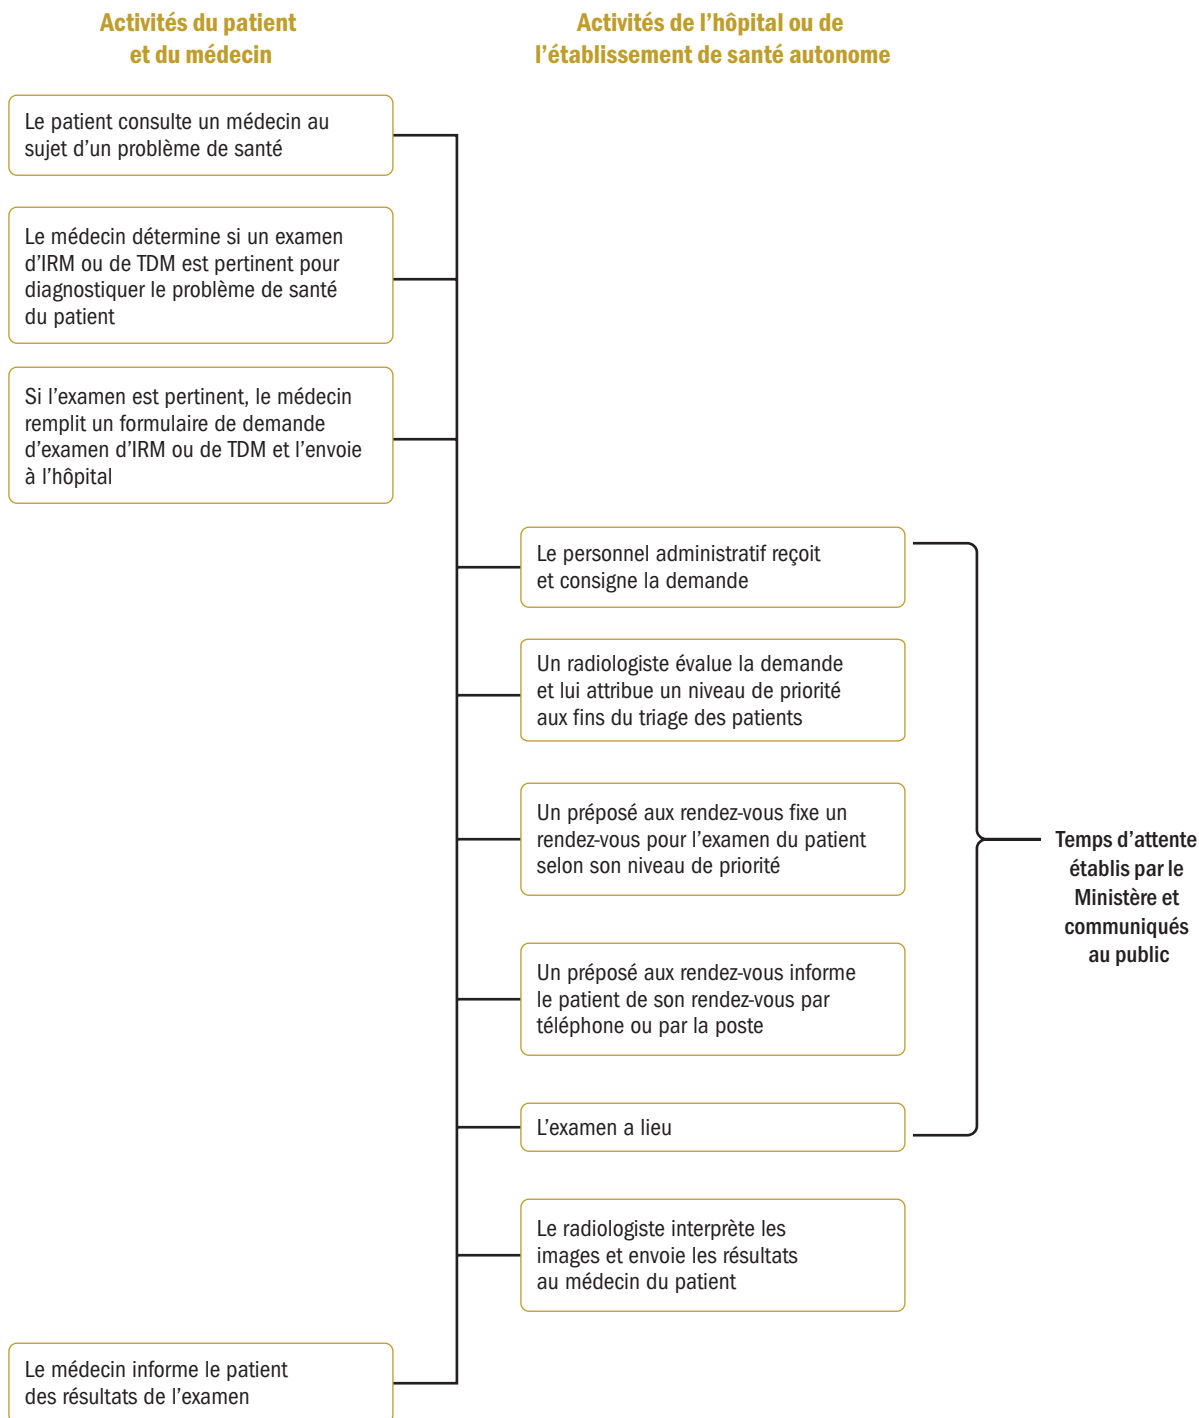 Activités du patient
et du médecin
Activités de l’hôpital ou de
l’établissement de santé autonome
Le patient consulte un médecin au
sujet d’un problème de santé
Le médecin détermine si un examen
d’IRM ou de TDM est pertinent pour
diagnostiquer le problème de santé
du patient
Si l’examen est pertinent, le médecin
remplit un formulaire de demande
d’examen d’IRM ou de TDM et l’envoie
à l’hôpital
Le personnel administratif reçoit
et consigne la demande
Un radiologiste évalue la demande
et lui attribue un niveau de priorité
aux fins du triage des patients
Un préposé aux rendez-vous fixe un
rendez-vous pour l’examen du patient
selon son niveau de priorité
Temps d’attente
établis par le
Ministère et
communiqués
au public
Un préposé aux rendez-vous informe
le patient de son rendez-vous par
téléphone ou par la poste
L’examen a lieu
Le radiologiste interprète les
images et envoie les résultats
au médecin du patient
Le médecin informe le patient
des résultats de l’examen